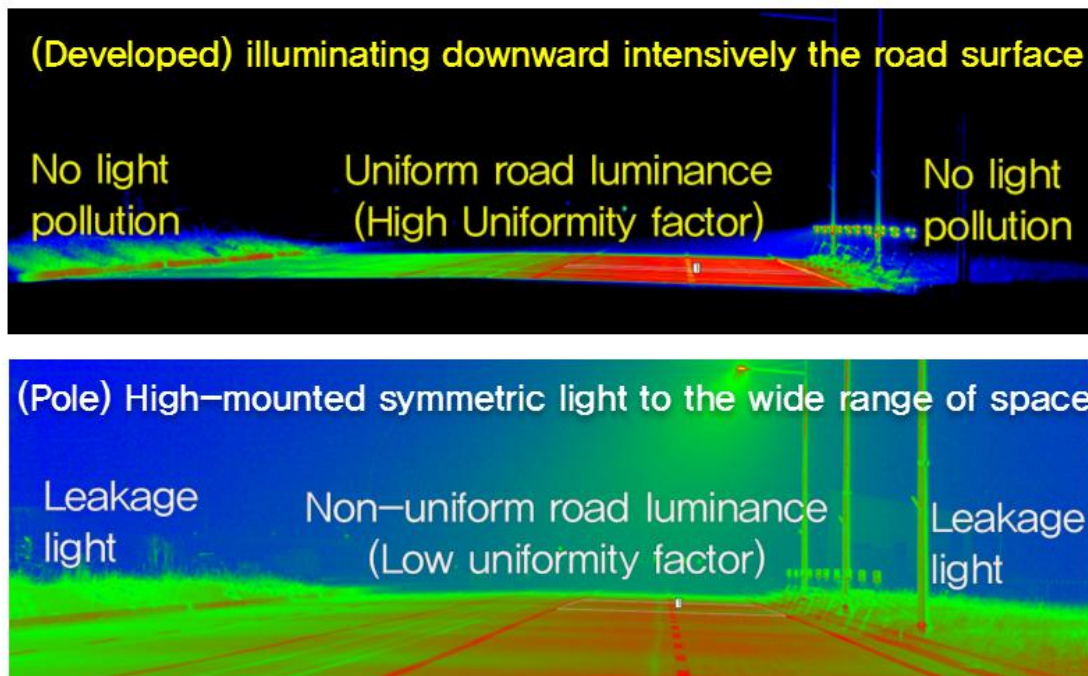 (Developed) illuminating downward intensively the road surface
No light
pollution
Uniform road luminance
(High Uniformity factor)
No light
pollution
(Pole) High-mounted symmetric light to the wide range of space
Leakage
light
Non-uniform road luminance
(Low uniformity factor)
Leakage
light